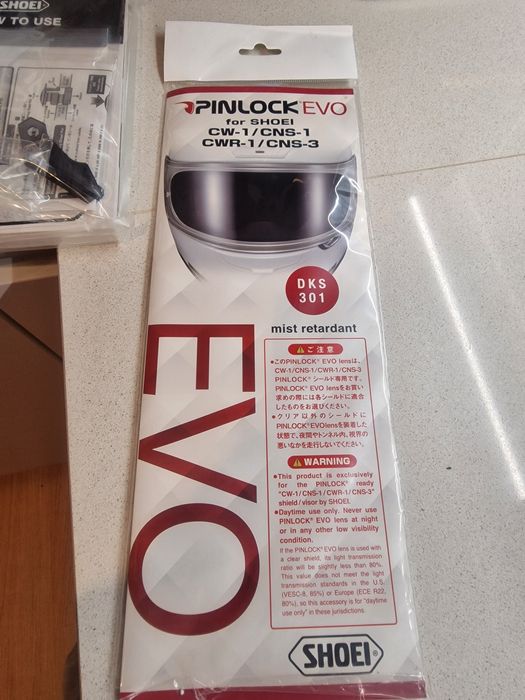 SHOEI
TO USE
PINLOCK® EVO
for SHOEI
CW-1/CNS-1
CWR-1/CNS-3
DKS
301
mist retardant
EVO
ご注意
●このPINLOCK® EVO lensは、
CW-1/CNS-1/CWR-1/CNS-3
PINLOCK® シールド専用です。
PINLOCK® EVO lensをお買い
求めの際には各シールドに適合
したものをお選びください。
●クリア以外のシールドに
PINLOCK® EVOlensを装着した
状態で、夜間やトンネル内、視界の
悪いなかを走行しないでください。
WARNING
●This product is exclusively
for the PINLOCK® ready
"CW-1/CNS-1/CWR-1/CNS-3"
shield/visor by SHOEI.
●Daytime use only. Never use
PINLOCK® EVO lens at night
or in any other low visibility
condition.
If the PINLOCK® EVO lens is used with
a clear shield, its light transmission
ratio will be slightly less than 80%.
This value does not meet the light
transmission standards in the U.S.
(VESC-8, 85%) or Europe (ECE R22,
80%), so this accessory is for "daytime
use only" in these jurisdictions.
SHOEI®